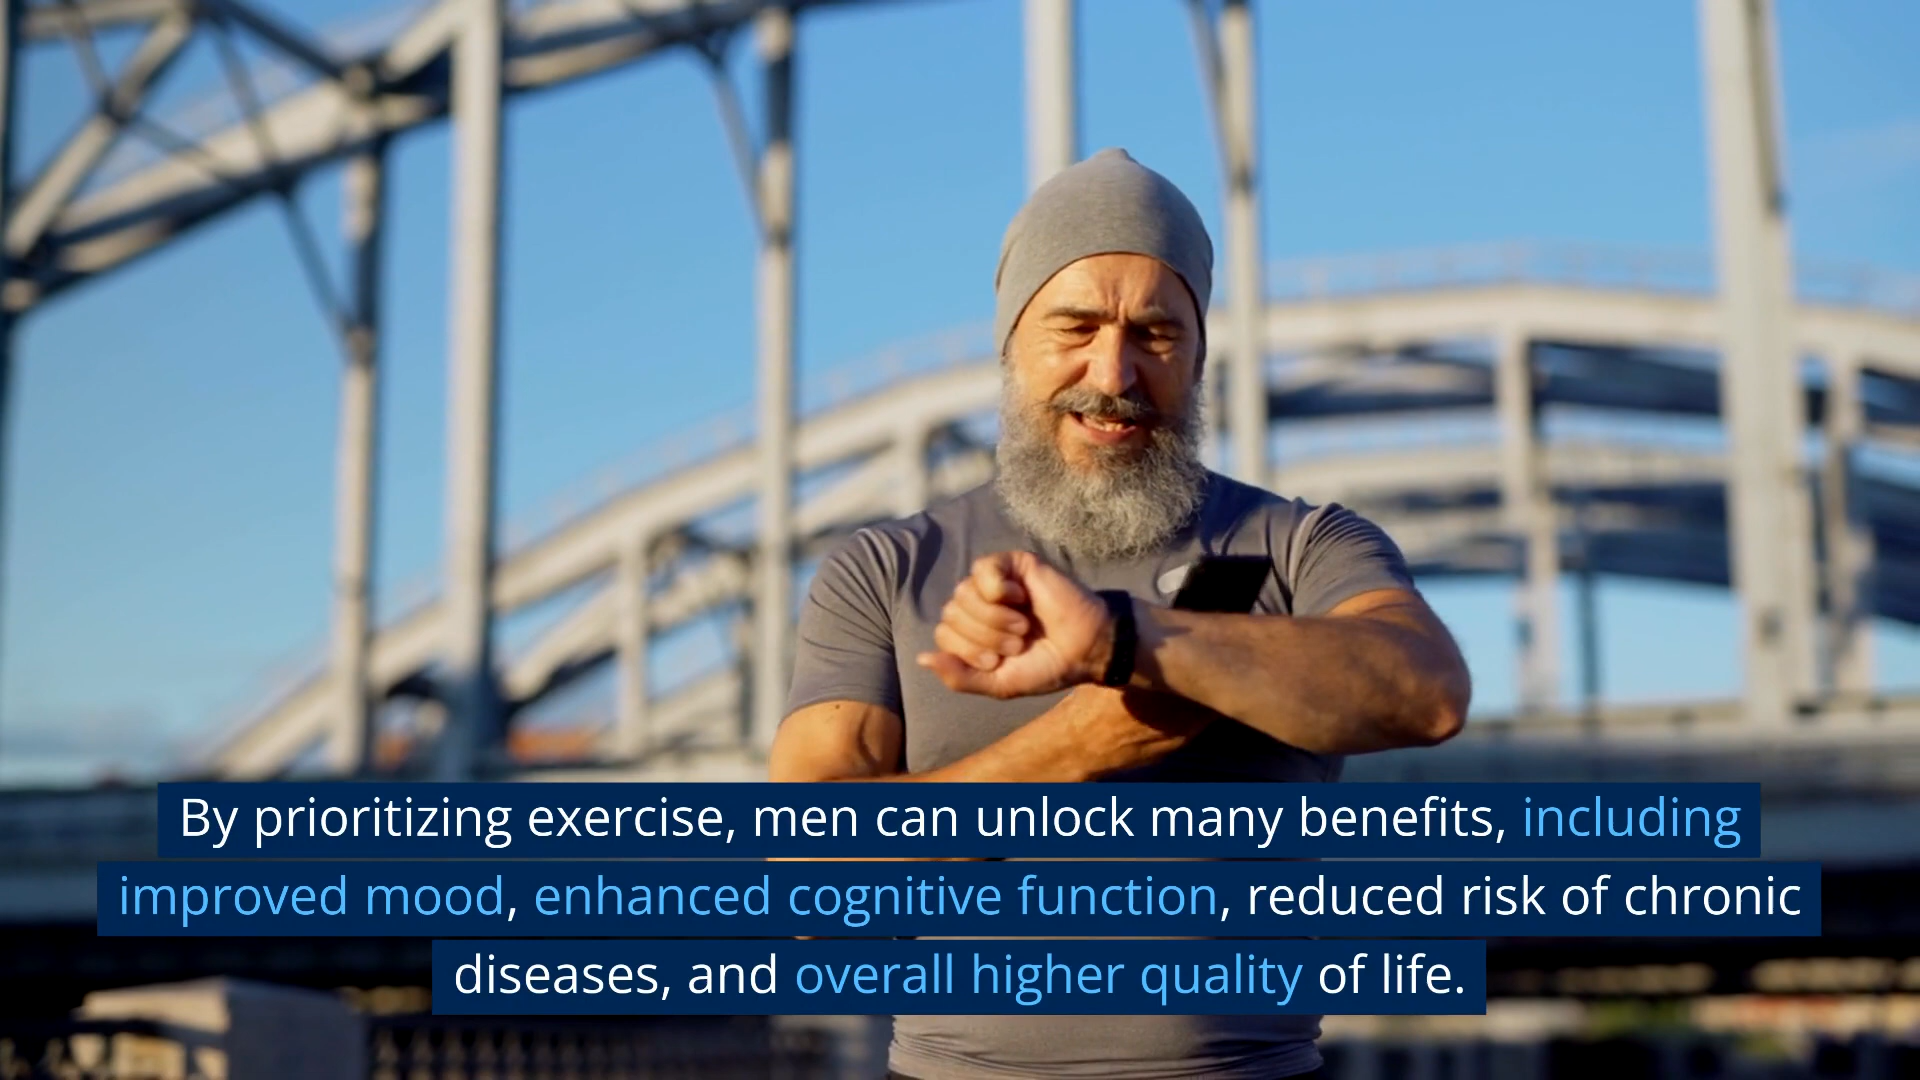 By prioritizing exercise, men can unlock many benefits, including
improved mood, enhanced cognitive function, reduced risk of chronic
diseases, and overall higher quality of life.